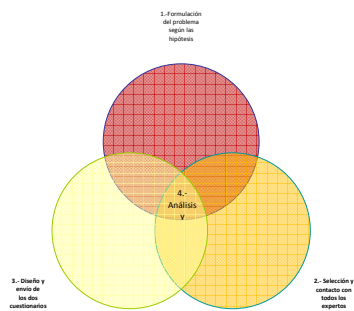 1.-Formulación
del problema
según las
hipótesis
4.-
Análisis
y
3.- Diseño y
envío de
los dos
cuestionarios
2.- Selección y
contacto con
todos los
expertos